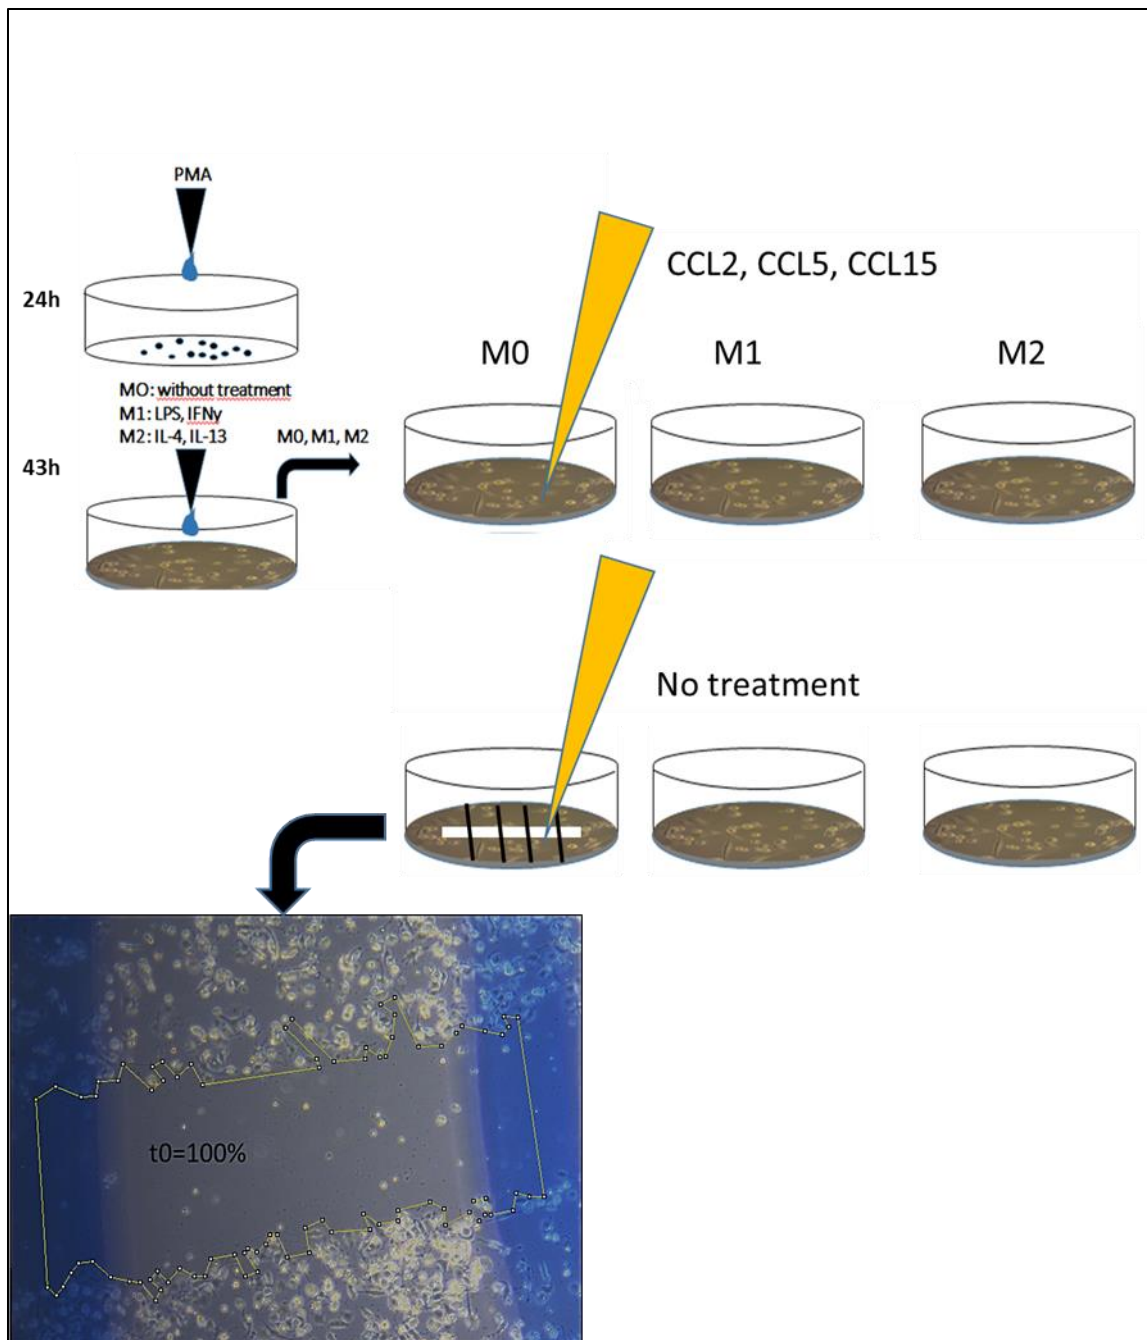 PMA
24h
MO: without treatment
M1: LPS, IFNy
M2: IL-4, IL-13
43h
M0, M1, M2
CCL2, CCL5, CCL15
M0
M1
M2
No treatment
t0=100%